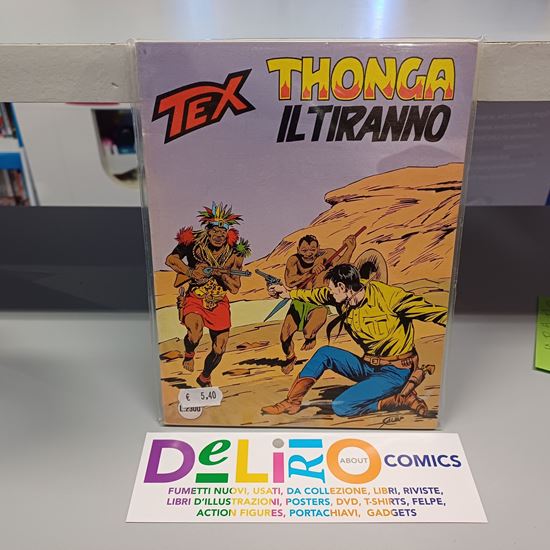 TEX
THONGA
IL TIRANNO
€ 5,40
DeLiRiO ABOUT COMICS
FUMETTI NUOVI, USATI, DA COLLEZIONE, LIBRI, RIVISTE,
LIBRI D'ILLUSTRAZIONI, POSTERS, DVD, T-SHIRTS, FELPE,
ACTION FIGURES, PORTACHIAVI, GADGETS